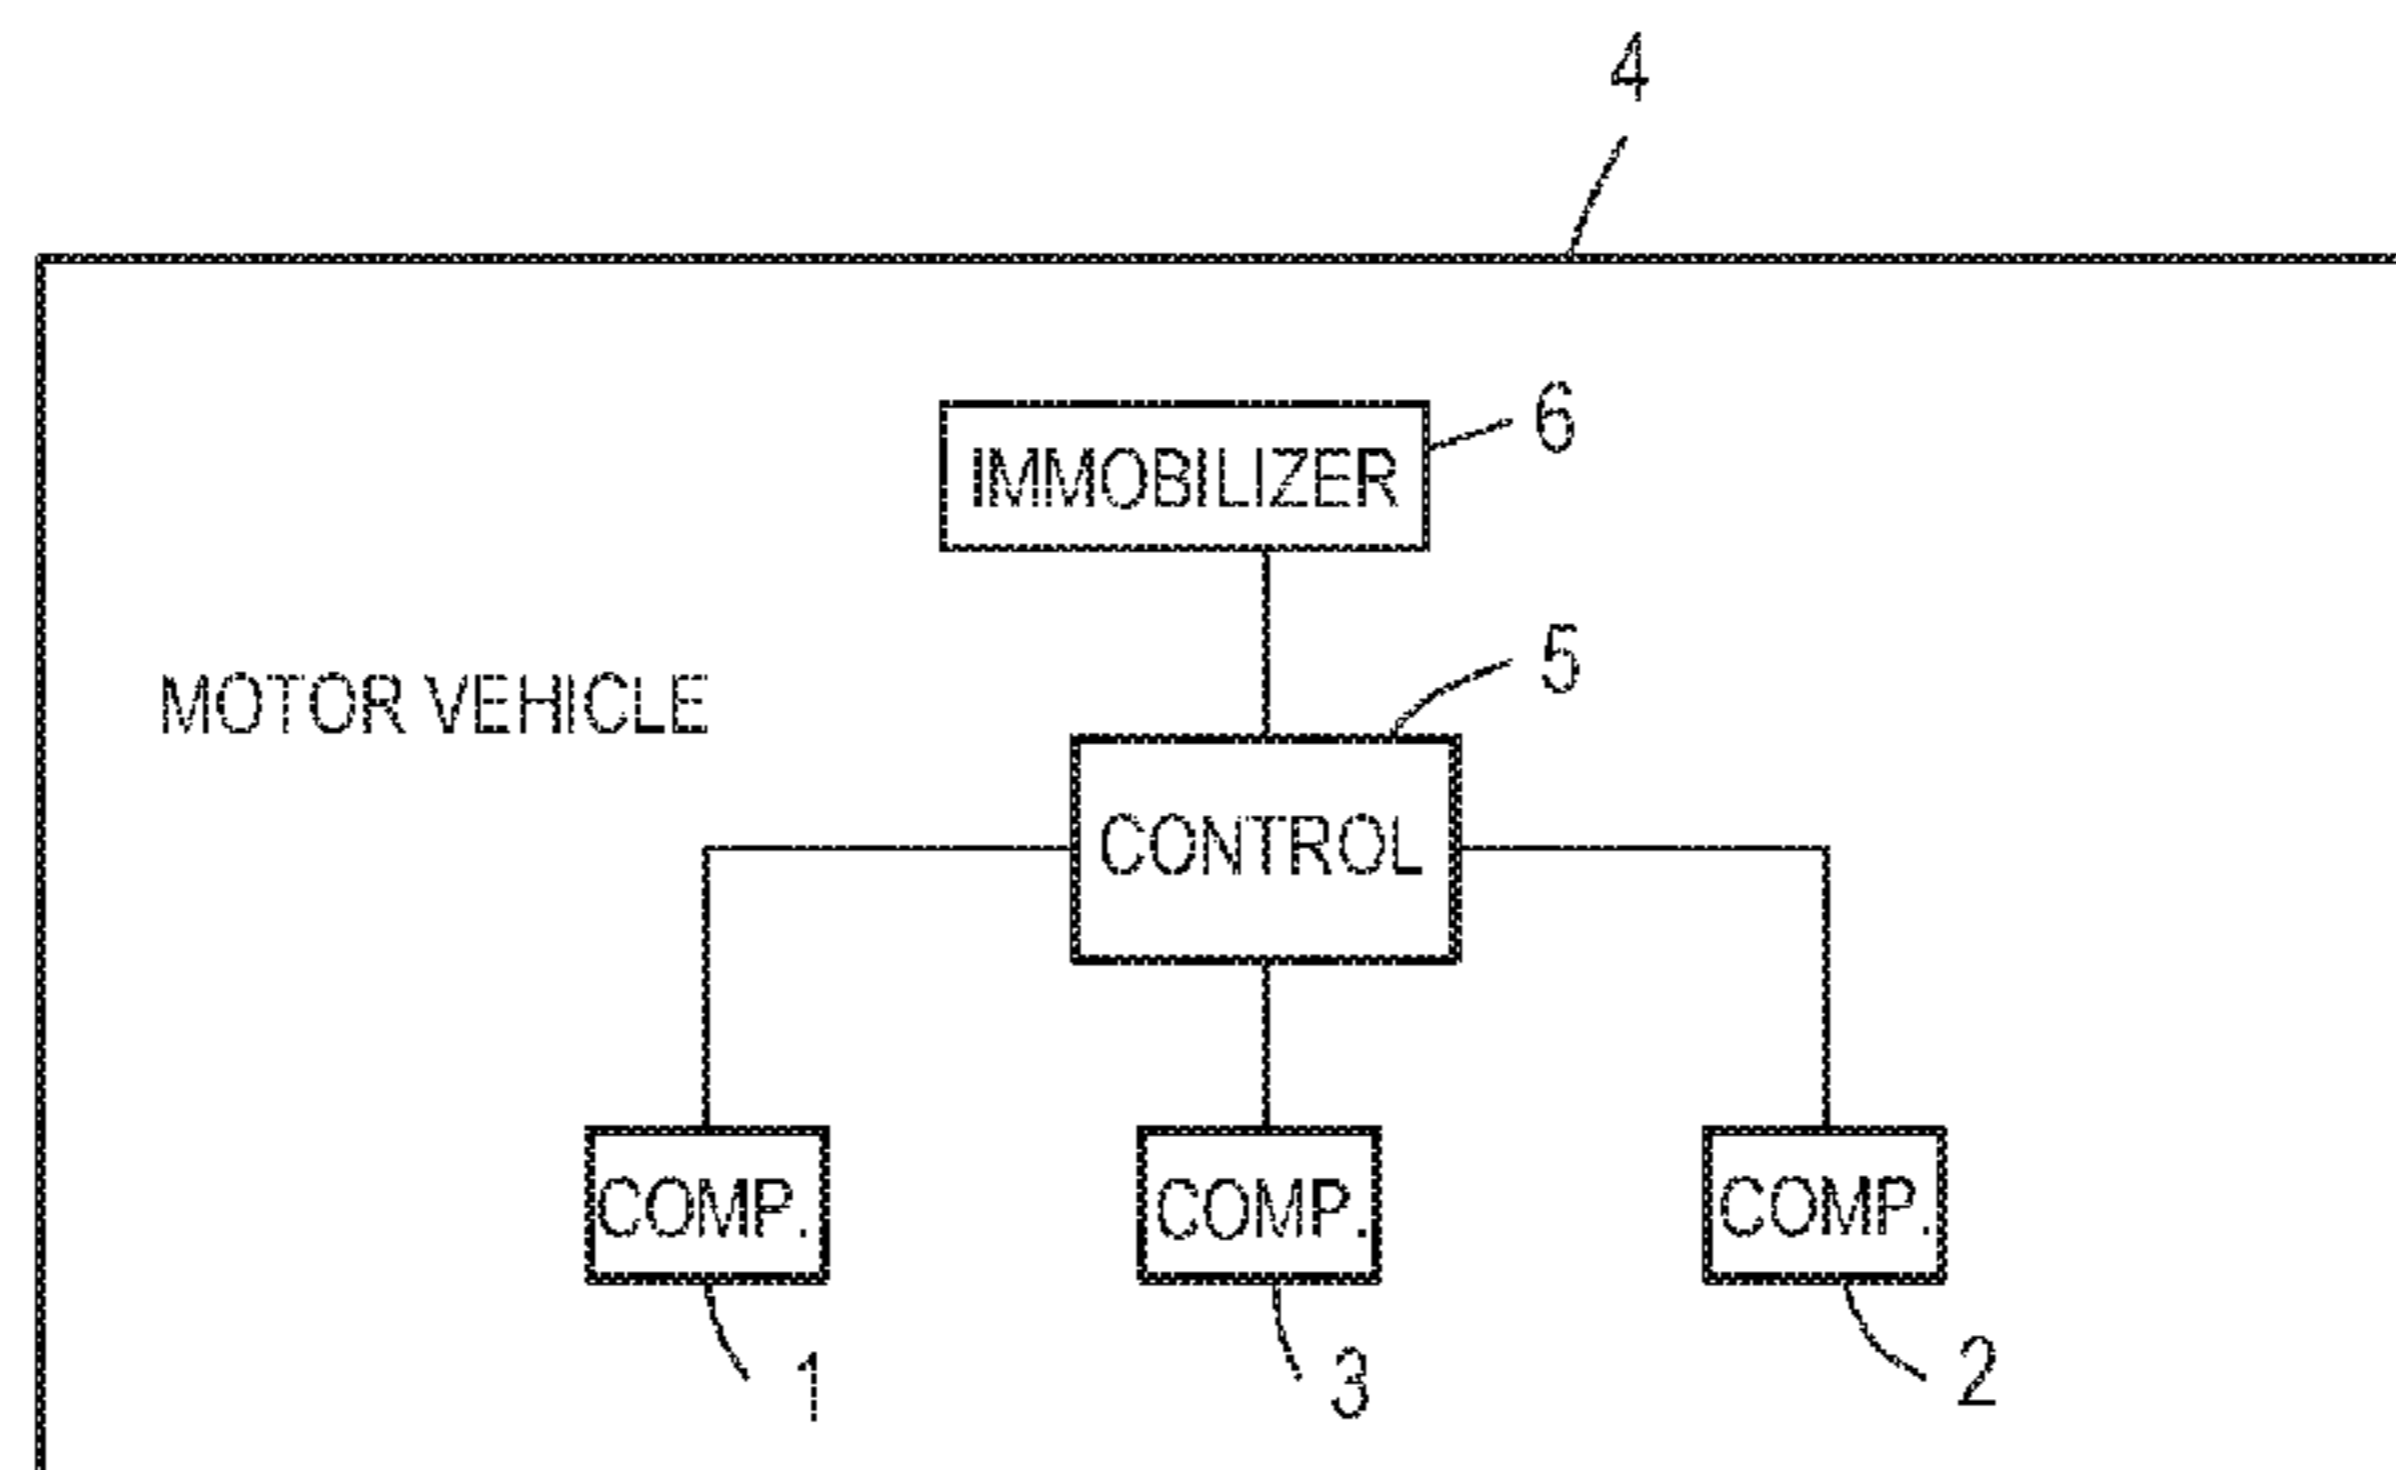 4
IMMOBILIZER 6
5
MOTOR VEHICLE
CONTROL
COMP. COMP. COMP.
1 3 2